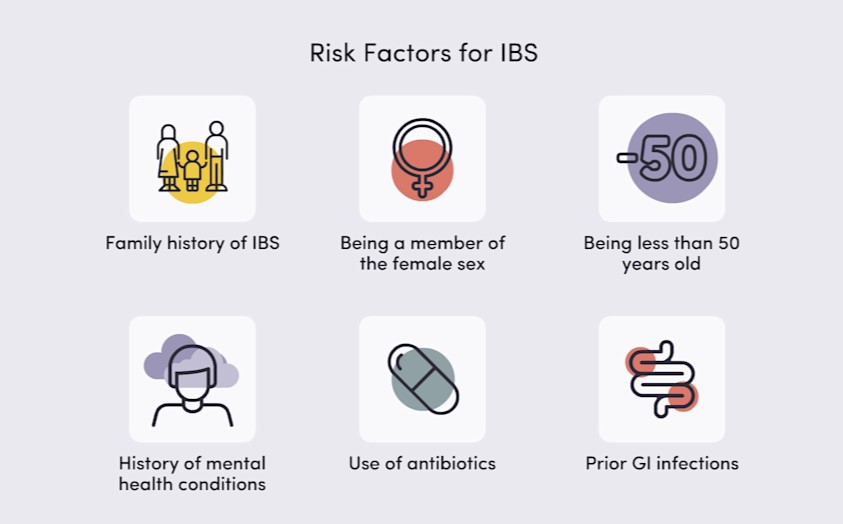 Risk Factors for IBS
-50
Family history of IBS
Being a member of
the female sex
Being less than 50
years old
History of mental
health conditions
Use of antibiotics
Prior GI infections